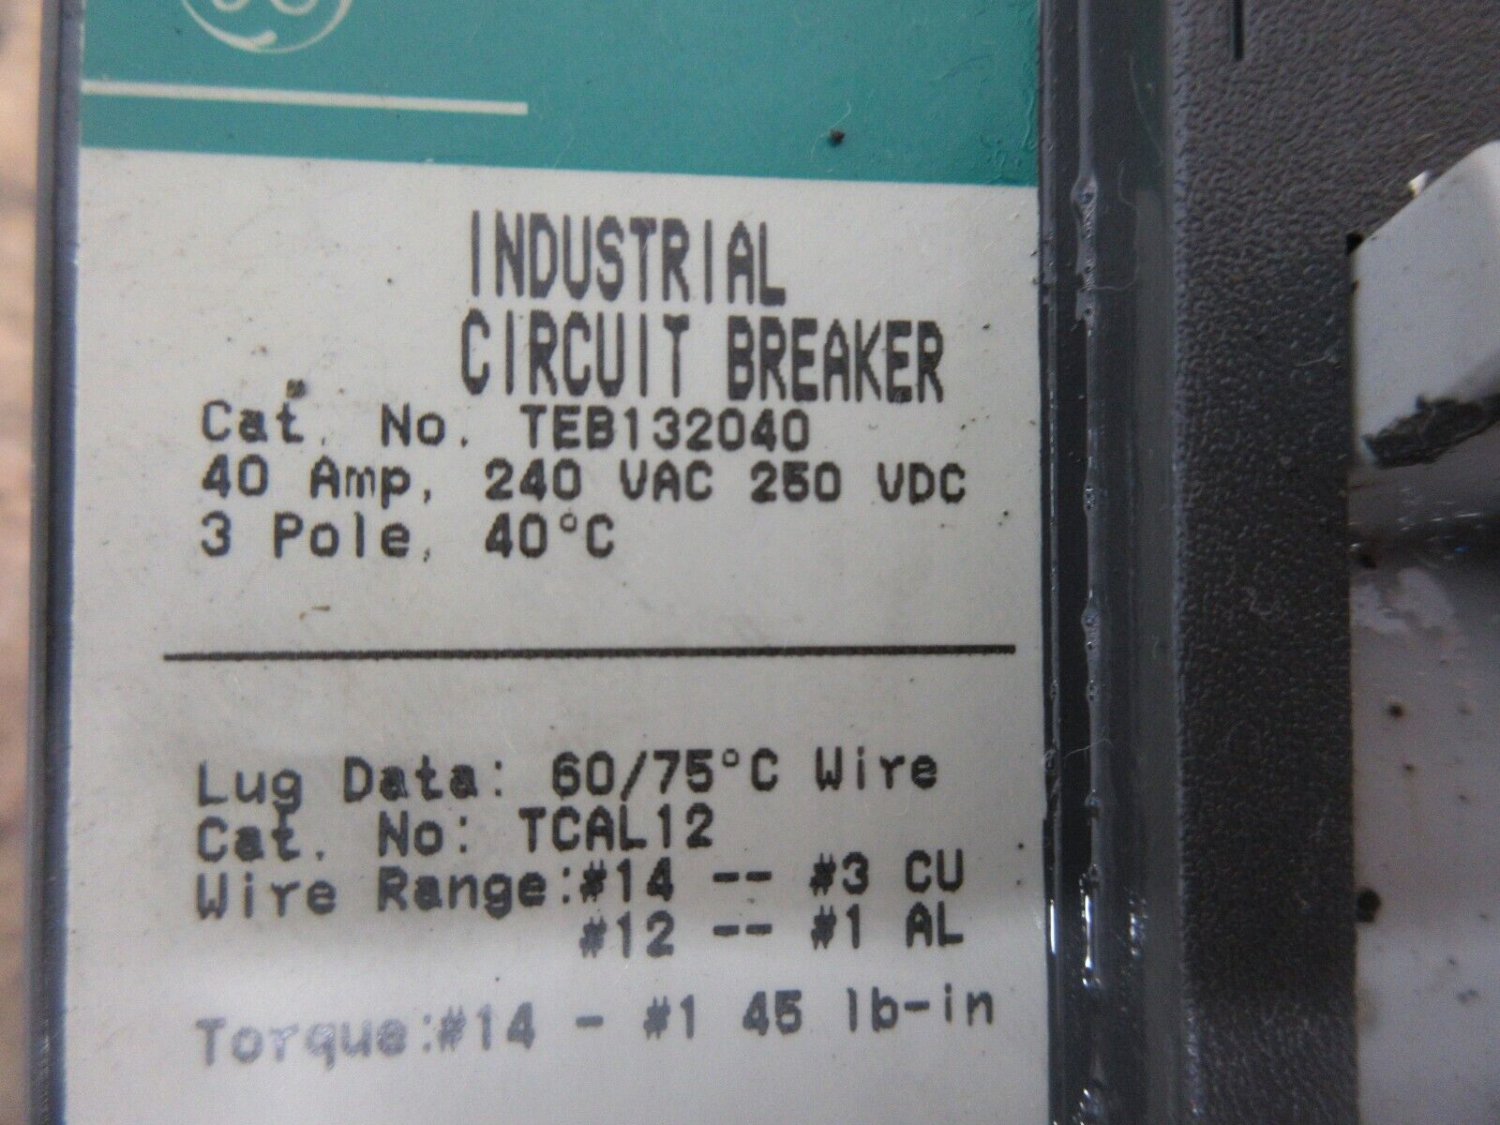 INDUSTRIAL
CIRCUIT BREAKER
Cat. No. TEB132040
40 Amp, 240 VAC 250 VDC
3 Pole, 40°C
Lug Data: 60/75°C Wire
Cat. No: TCAL12
Wire Range:#14 -- #3 CU
#12 -- #1 AL
Torque:#14 - #1 45 lb-in